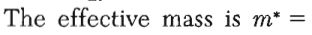 The effective mass is m* =